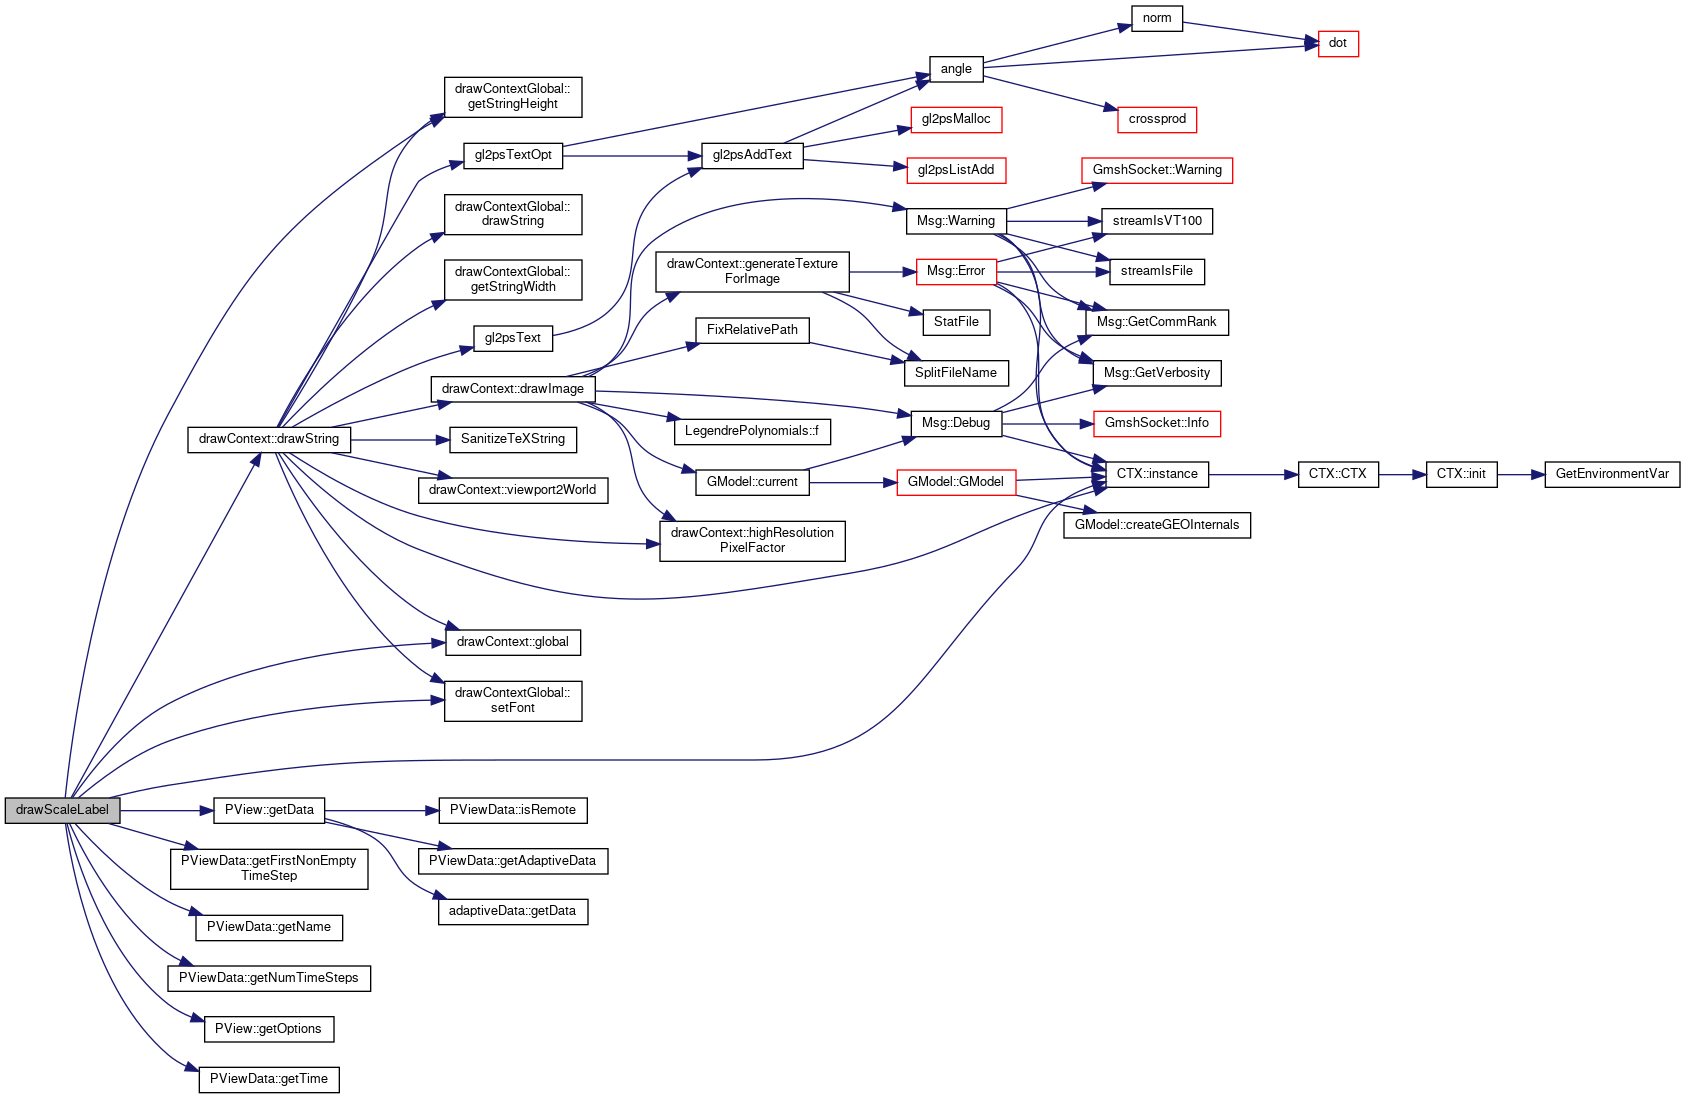 norm
dot
angle
drawContextGlobal::
getStringHeight
gl2psMalloc
crossprod
gl2psTextOpt
gl2psAddText
gl2psListAdd
GmshSocket::Warning
drawContextGlobal::
drawString
Msg::Warning
streamIsVT100
drawContextGlobal::
getStringWidth
drawContext::generateTexture
ForImage
Msg::Error
streamIsFile
StatFile
Msg::GetCommRank
gl2psText
FixRelativePath
SplitFileName
Msg::GetVerbosity
drawContext::drawImage
Msg::Debug
GmshSocket::Info
LegendrePolynomials::f
drawContext::drawString
SanitizeTeXString
drawContext::viewport2World
GModel::current
GModel::GModel
CTX::instance
CTX::CTX
CTX::init
GetEnvironmentVar
GModel::createGEOInternals
drawContext::highResolution
PixelFactor
drawContext::global
drawContextGlobal::
setFont
drawScaleLabel
PView::getData
PViewData::isRemote
PViewData::getFirstNonEmpty
TimeStep
PViewData::getAdaptiveData
adaptiveData::getData
PViewData::getName
PViewData::getNumTimeSteps
PView::getOptions
PViewData::getTime